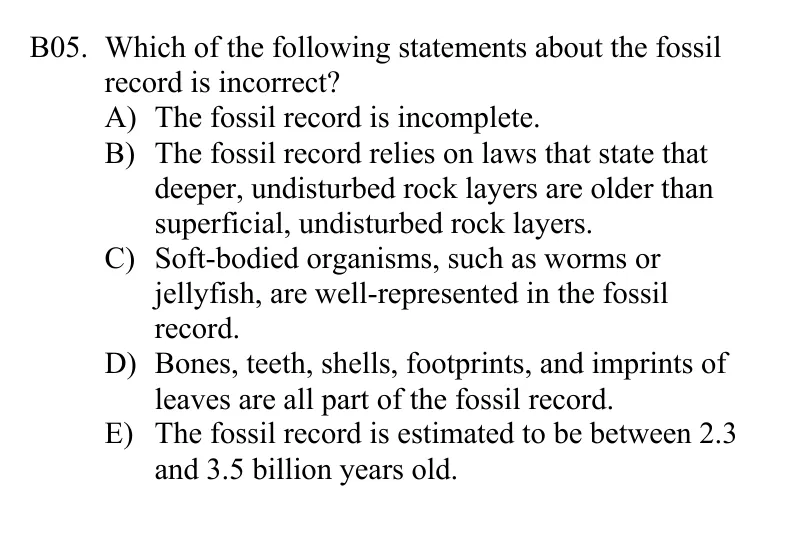 B05. Which of the following statements about the fossil
record is incorrect?
A) The fossil record is incomplete.
B) The fossil record relies on laws that state that
deeper, undisturbed rock layers are older than
superficial, undisturbed rock layers.
C) Soft-bodied organisms, such as worms or
jellyfish, are well-represented in the fossil
record.
D) Bones, teeth, shells, footprints, and imprints of
leaves are all part of the fossil record.
E) The fossil record is estimated to be between 2.3
and 3.5 billion years old.